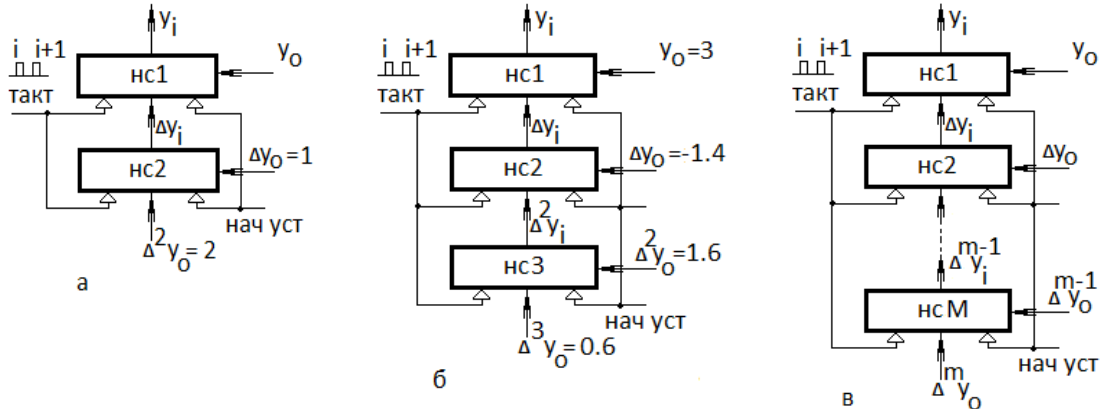 yi
i i+1
нс1
yo
такт
Δyi
нс2
Δyo=1
нач уст
Δ²yo=2
а
yi
i i+1
нс1
yo=3
такт
Δyi
нс2
Δyo=-1.4
Δ²yi
нс3
Δ²yo=1.6
нач уст
Δ³yo=0.6
б
yi
i i+1
нс1
yo
такт
Δyi
нс2
Δyo
Δm-1yi
нс М
Δm-1yo
нач уст
Δmyo
в